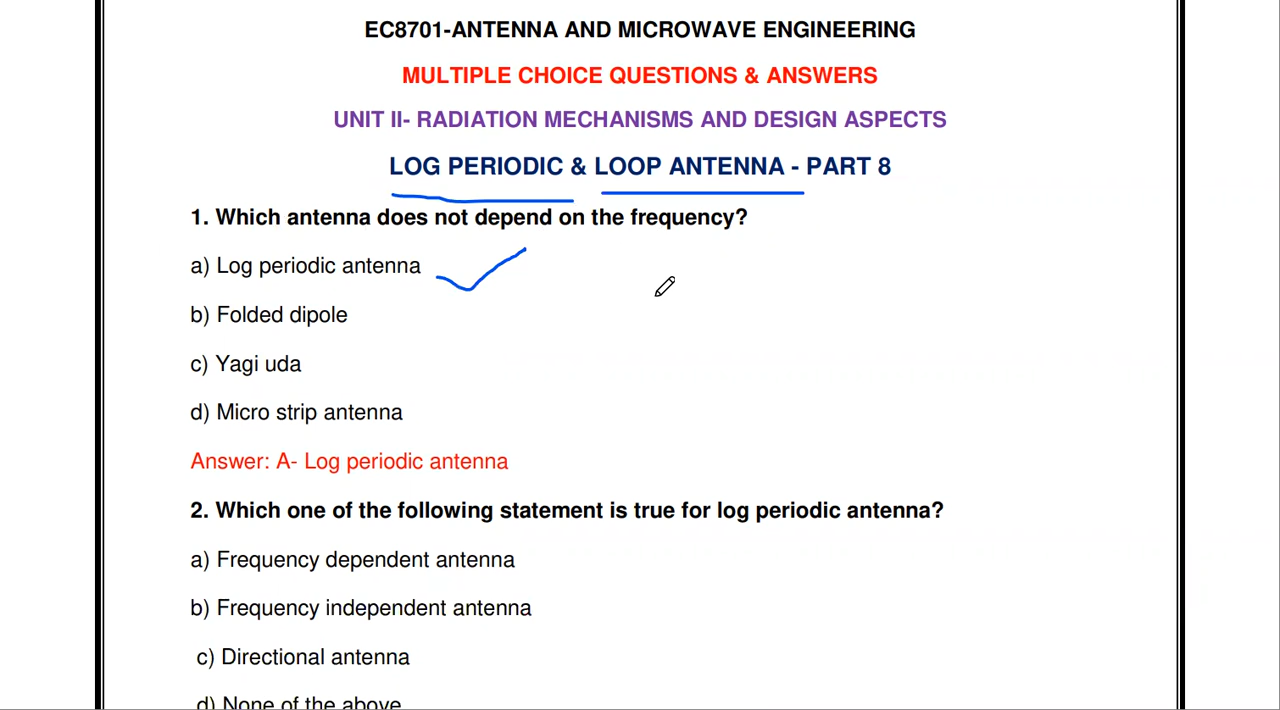 EC8701-ANTENNA AND MICROWAVE ENGINEERING
MULTIPLE CHOICE QUESTIONS & ANSWERS
UNIT II- RADIATION MECHANISMS AND DESIGN ASPECTS
LOG PERIODIC & LOOP ANTENNA - PART 8
1. Which antenna does not depend on the frequency?
a) Log periodic antenna
b) Folded dipole
c) Yagi uda
d) Micro strip antenna
Answer: A- Log periodic antenna
2. Which one of the following statement is true for log periodic antenna?
a) Frequency dependent antenna
b) Frequency independent antenna
c) Directional antenna
d) None of the above